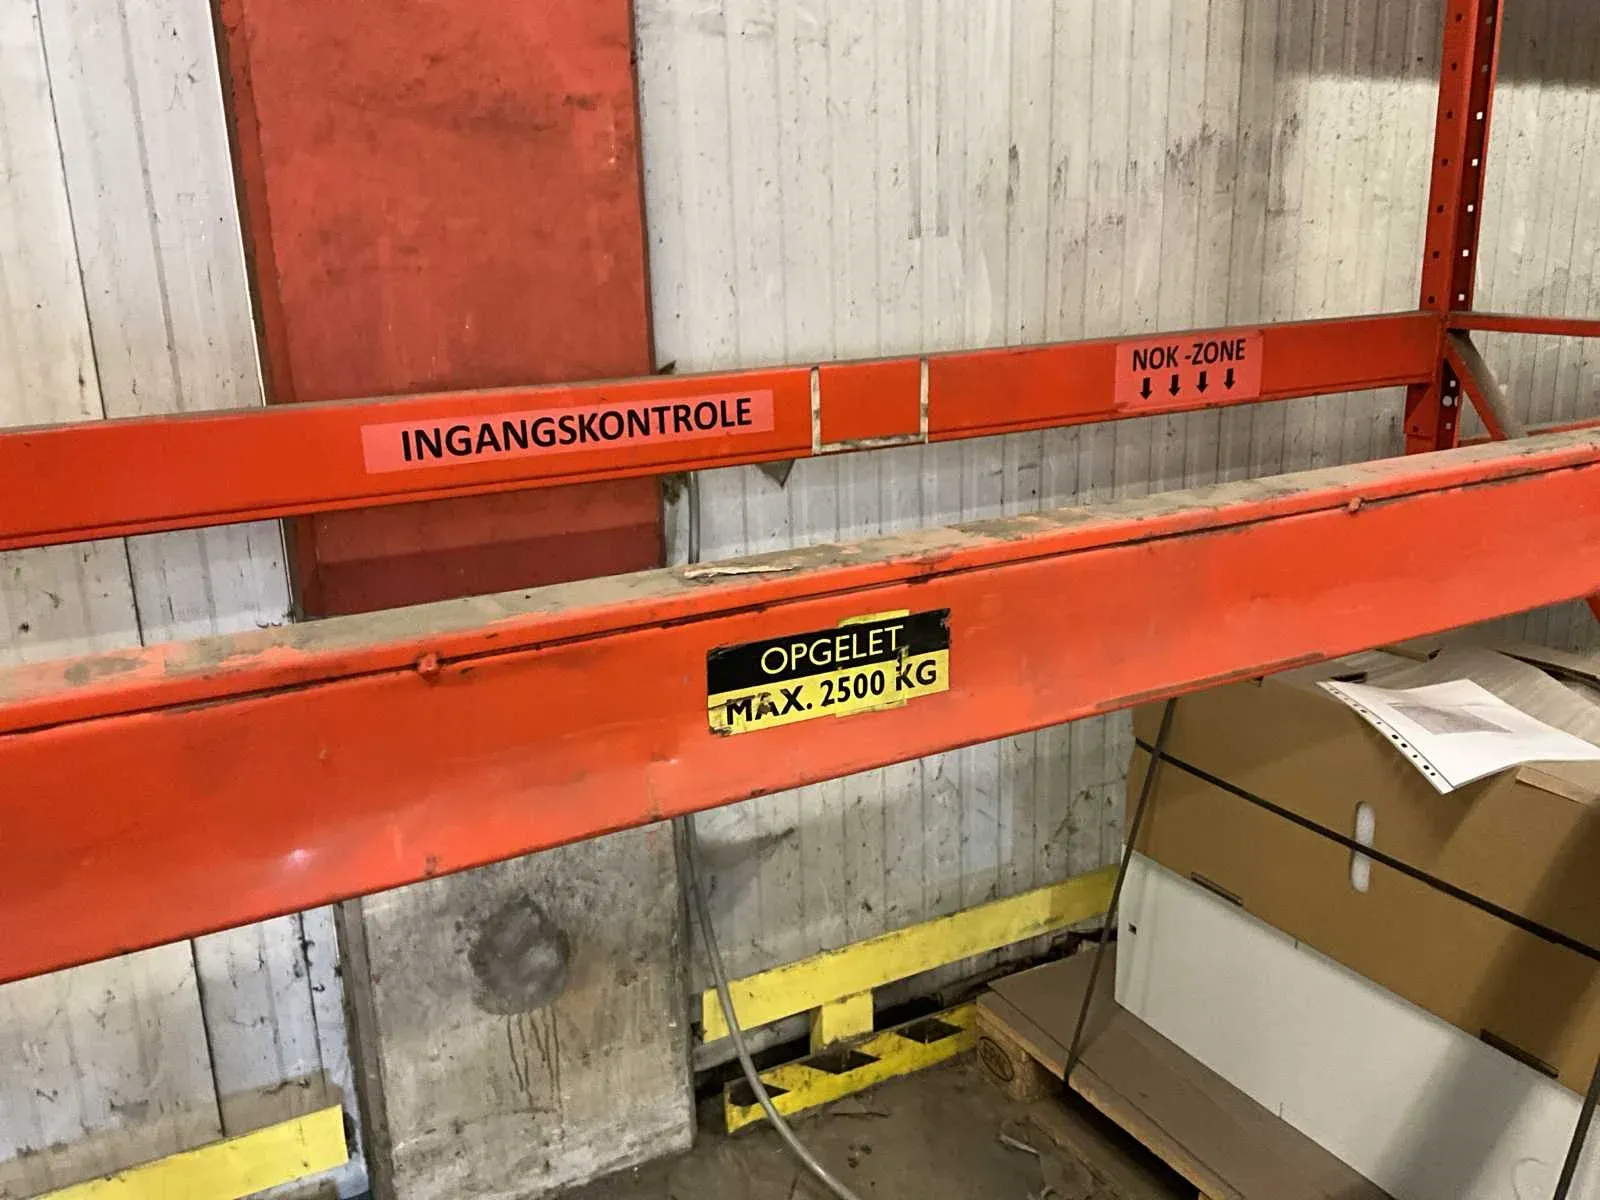 INGANGSKONTROLE
NOK -ZONE
↓ ↓ ↓ ↓
OPGELET
MAX. 2500 KG